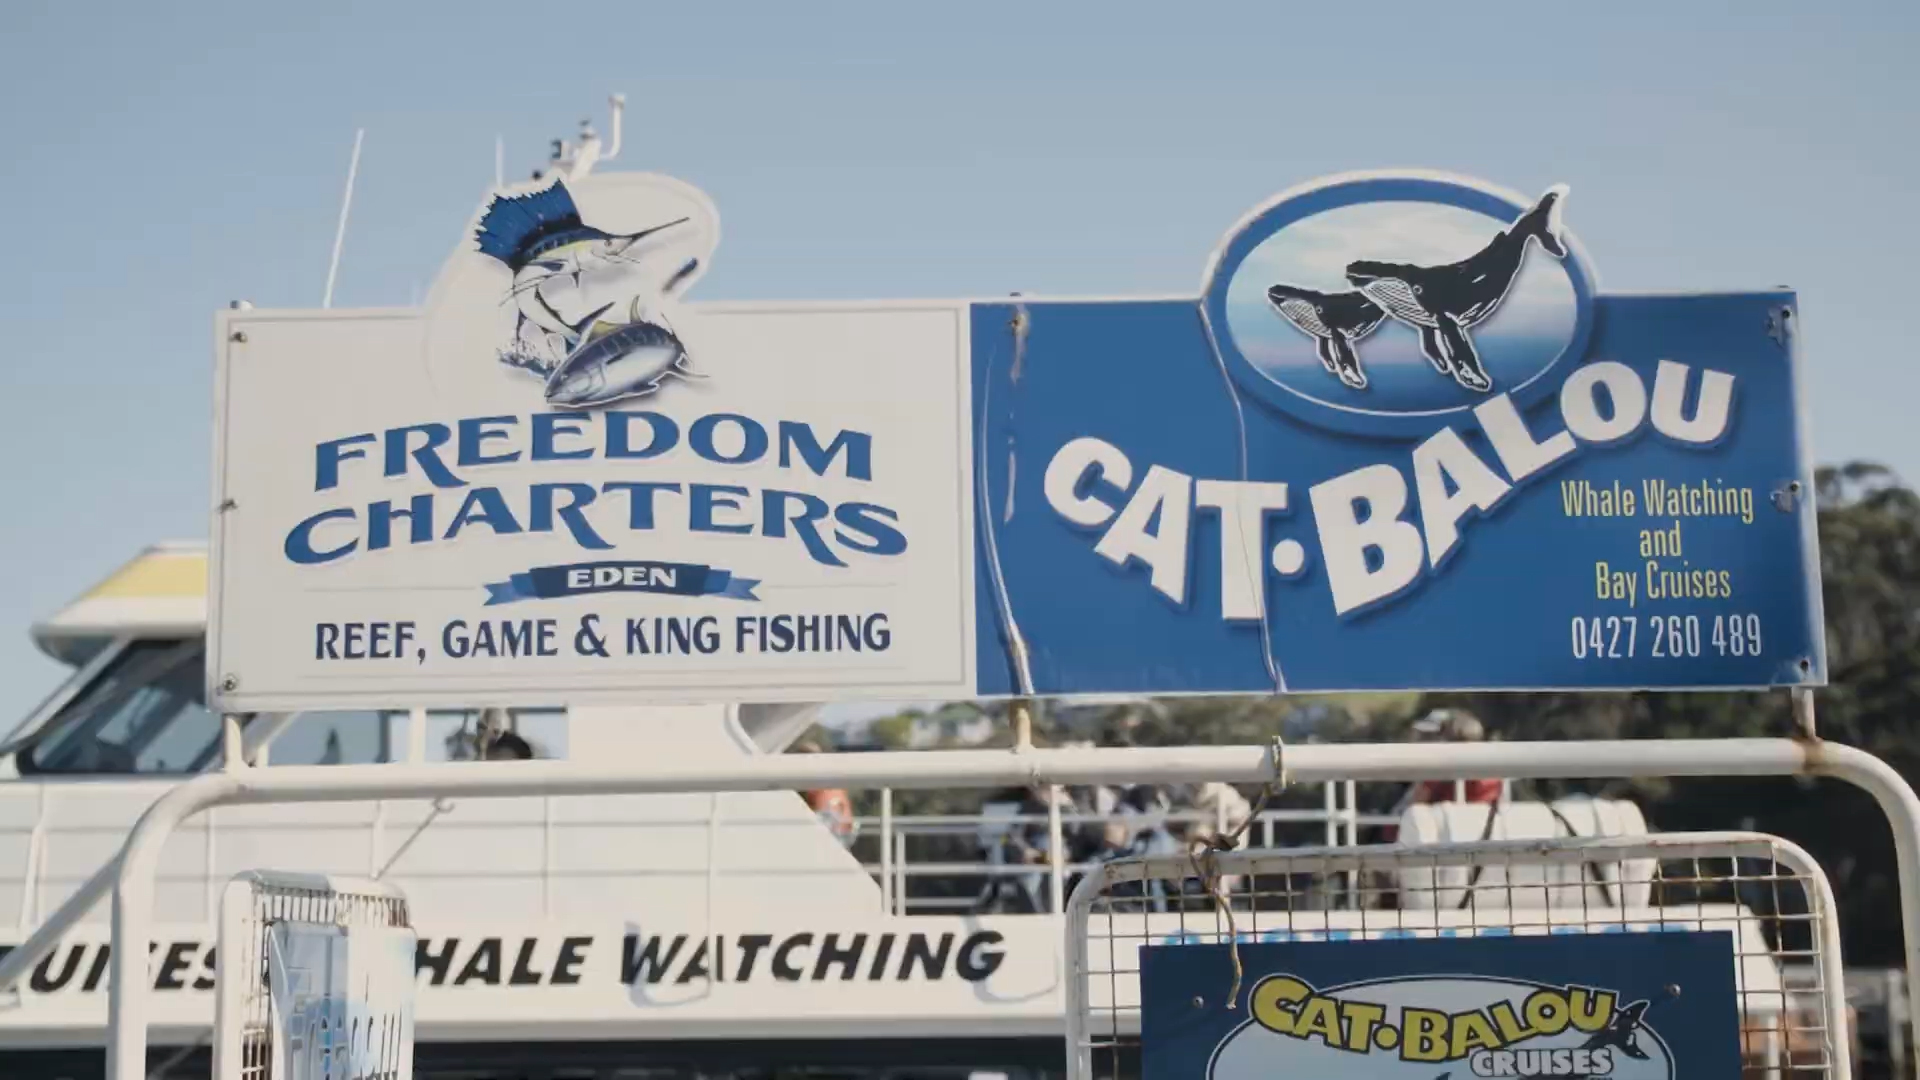 FREEDOM
CHARTERS
EDEN
REEF, GAME & KING FISHING
CAT•BALOU
Whale Watching
and
Bay Cruises
0427 260 489
WATCHING
CAT•BALOU
CRUISES